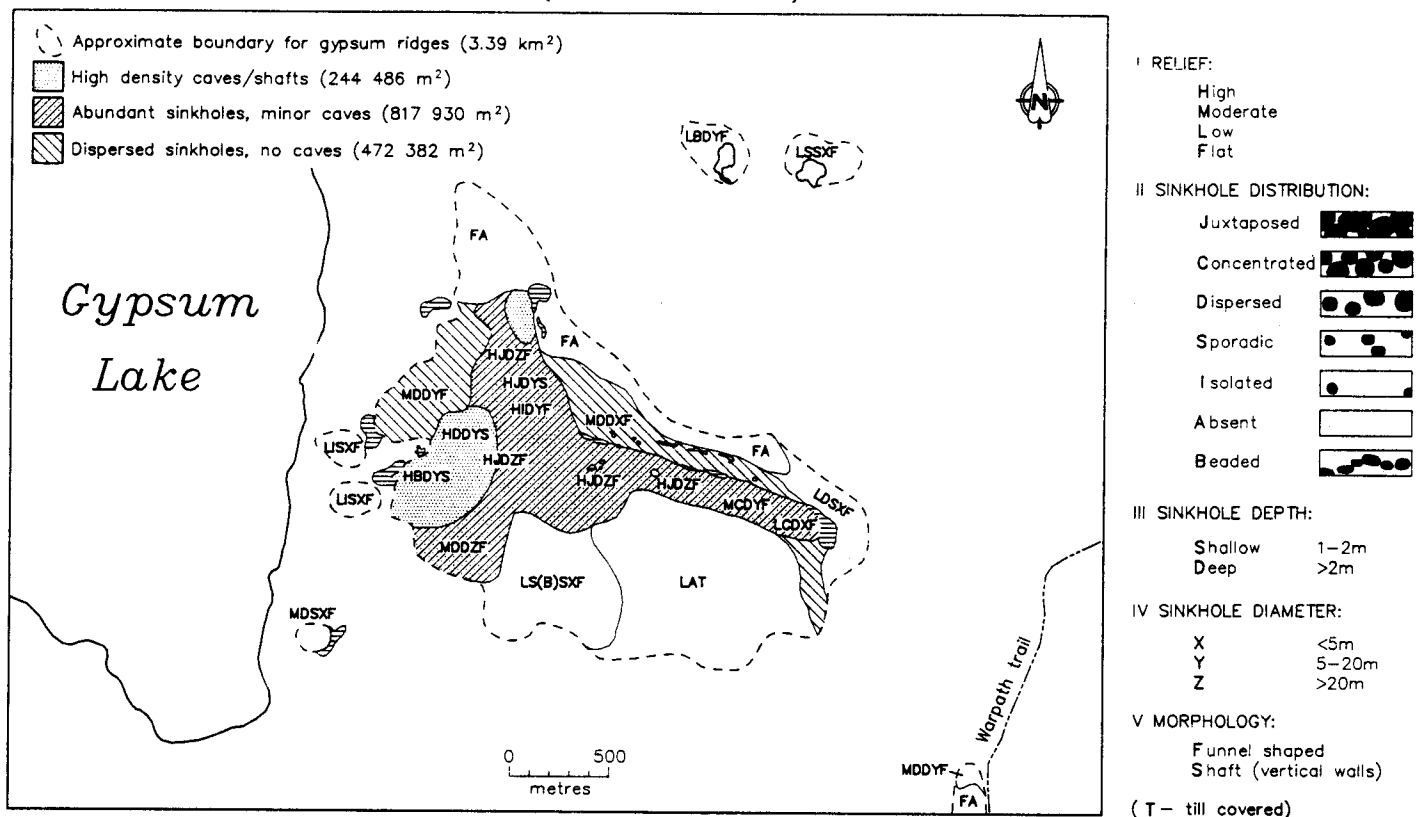 Approximate boundary for gypsum ridges (3.39 km²)
High density caves/shafts (244 486 m²)
Abundant sinkholes, minor caves (817 930 m²)
Dispersed sinkholes, no caves (472 382 m²)
N
LBDYF
LSSXF
FA
Gypsum
Lake
FA
HJDZF
HJDYS
HIDYF
MDDYF
MDDXF
HDDYS
FA
LISXF
HJDZF
HBDYS
HJDZF
HJDZF
LDSXF
LISXF
MCDYF
LCDXF
MDDZF
LS(B)SXF
LAT
MDSXF
Warpath trail
0 500
metres
MDDYF
FA
I RELIEF:
High
Moderate
Low
Flat
II SINKHOLE DISTRIBUTION:
Juxtaposed
Concentrated
Dispersed
Sporadic
Isolated
Absent
Beaded
III SINKHOLE DEPTH:
Shallow 1-2m
Deep >2m
IV SINKHOLE DIAMETER:
X <5m
Y 5-20m
Z >20m
V MORPHOLOGY:
Funnel shaped
Shaft (vertical walls)
(T- till covered)